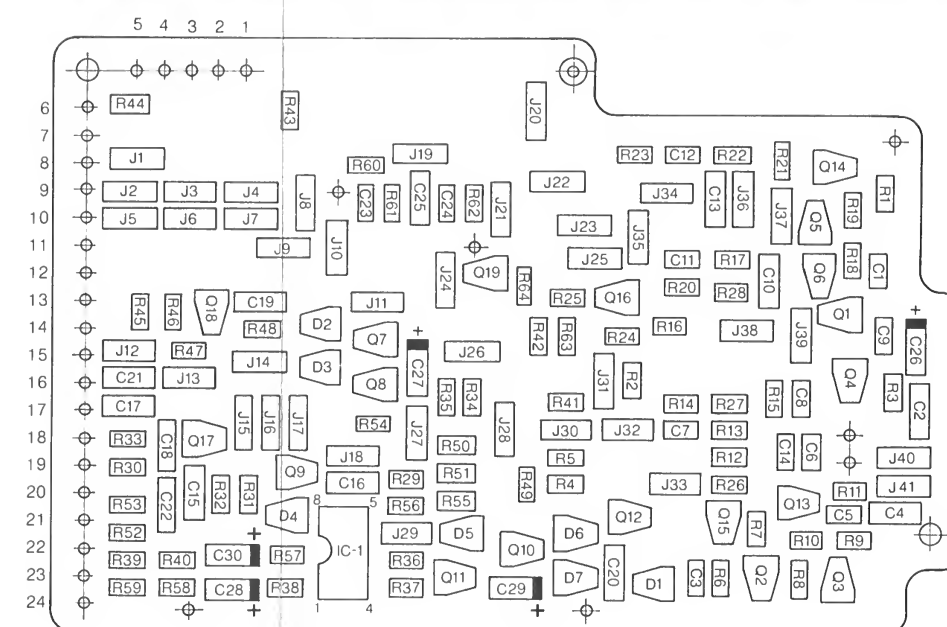 5 4 3 2 1
6 R44 R43 J20
7
8 J1 R60 J19 R23 C12 R22 R21 Q14
9 J2 J3 J4 J8 C23 R61 C25 C24 R62 J21 J22 J34 C13 J36 J37 R19 R1
10 J5 J6 J7 J10 J23 J35 Q5
11 J9 J25 C11 R17 R18
12 J24 Q19 R64 R20 R28 C10 Q6 C1
13 R45 R46 Q18 C19 J11 R25 Q16 Q1
14 R48 D2 Q7 + R42 R63 R24 R16 J38 J39 C9 + C26
15 J12 R47 J14 D3 C27 J26
16 C21 J13 Q8 R35 R34 J31 R2 R15 C8 Q4 R3 C2
17 C17 R54 R41 R14 R27
18 R33 C18 Q17 J15 J16 J17 J27 R50 J28 J30 J32 C7 R13 C14 C6 J40
19 R30 Q9 J18 R51 R5 R12
20 C22 C15 R32 R31 C16 R29 R49 R4 J33 R26 R11 J41
R53 D4 8 5 R56 R55 Q12 Q13 C5 C4
21 R52 + J29 D5 D6 Q15 R7 R10 R9
22 R39 R40 C30 R57 IC-1 R36 Q10 C20
23 R59 R58 C28 R38 R37 Q11 C29 D7 D1 C3 R6 Q2 R8 Q3
24 + 1 4 +